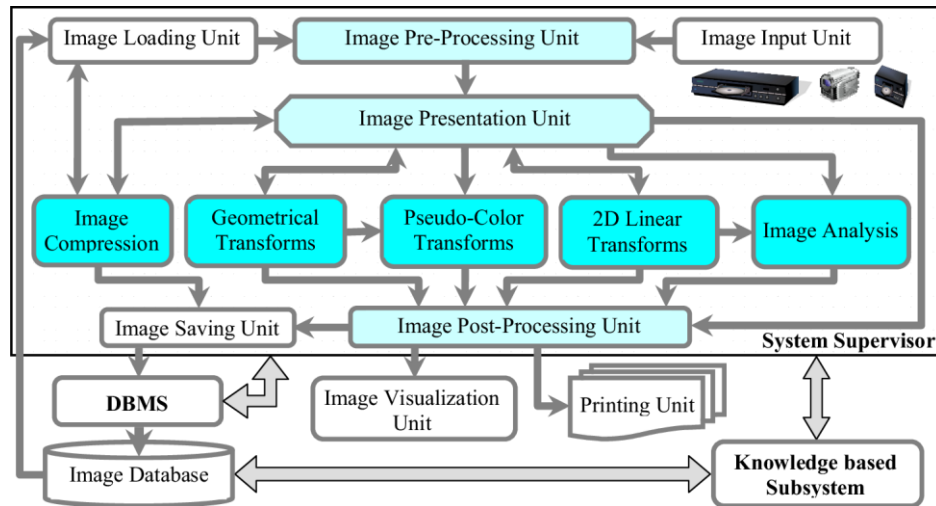 Image Loading Unit
Image Pre-Processing Unit
Image Input Unit
Image Presentation Unit
Image
Compression
Geometrical
Transforms
Pseudo-Color
Transforms
2D Linear
Transforms
Image Analysis
Image Saving Unit
Image Post-Processing Unit
System Supervisor
DBMS
Image Visualization
Unit
Printing Unit
Image Database
Knowledge based
Subsystem